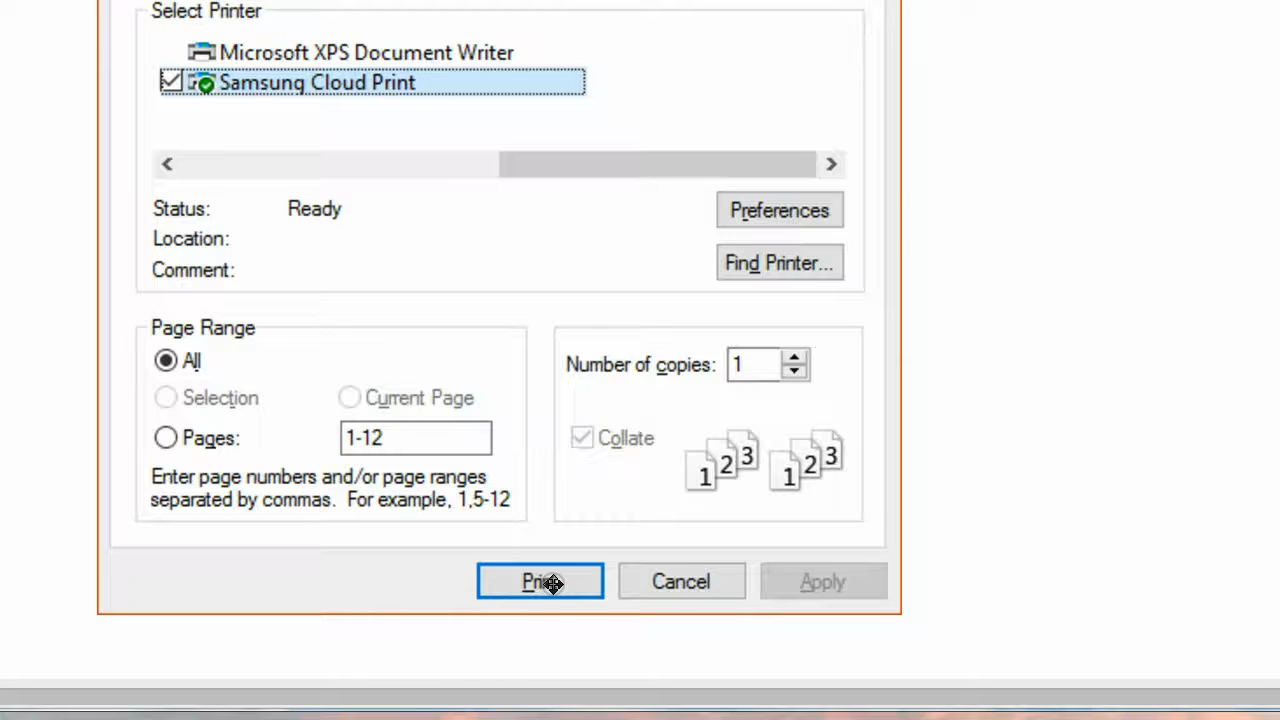 Select Printer
Microsoft XPS Document Writer
Samsung Cloud Print
Status: Ready
Preferences
Location:
Find Printer...
Comment:
Page Range
All
Number of copies: 1
Selection Current Page
Pages: 1-12
Collate
1 2 3 1 2 3
Enter page numbers and/or page ranges
separated by commas. For example, 1,5-12
Print Cancel Apply